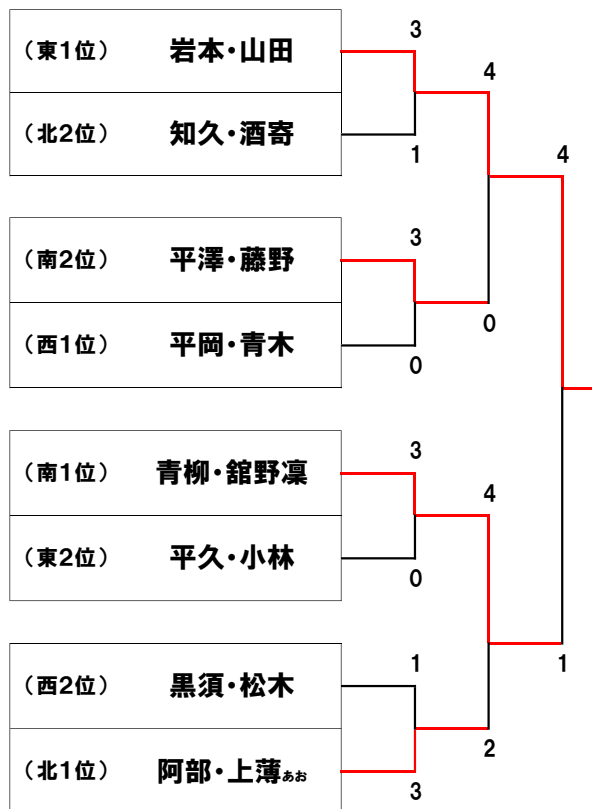 （東1位） 岩本・山田
3
4
（北2位） 知久・酒寄
1
4
（南2位） 平澤・藤野
3
（西1位） 平岡・青木
0
0
（南1位） 青柳・舘野凛
3
4
（東2位） 平久・小林
0
（西2位） 黒須・松木
1
1
（北1位） 阿部・上薄あお
3
2